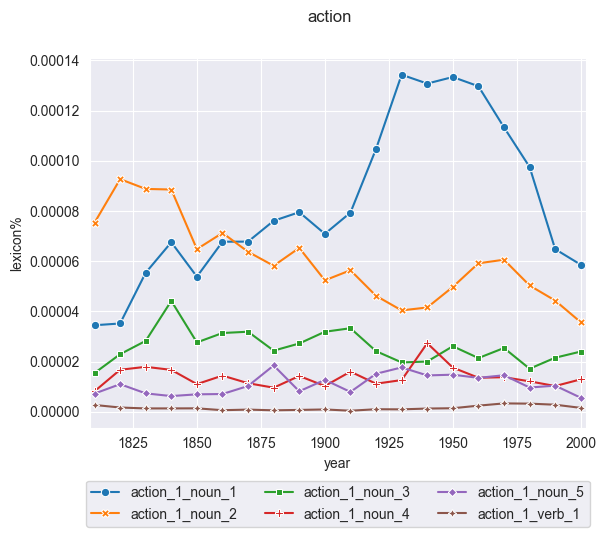 action
0.00014
0.00012
0.00010
0.00008
0.00006
0.00004
0.00002
0.00000
lexicon%
1825 1850 1875 1900 1925 1950 1975 2000
year
action_1_noun_1 action_1_noun_3 action_1_noun_5
action_1_noun_2 action_1_noun_4 action_1_verb_1